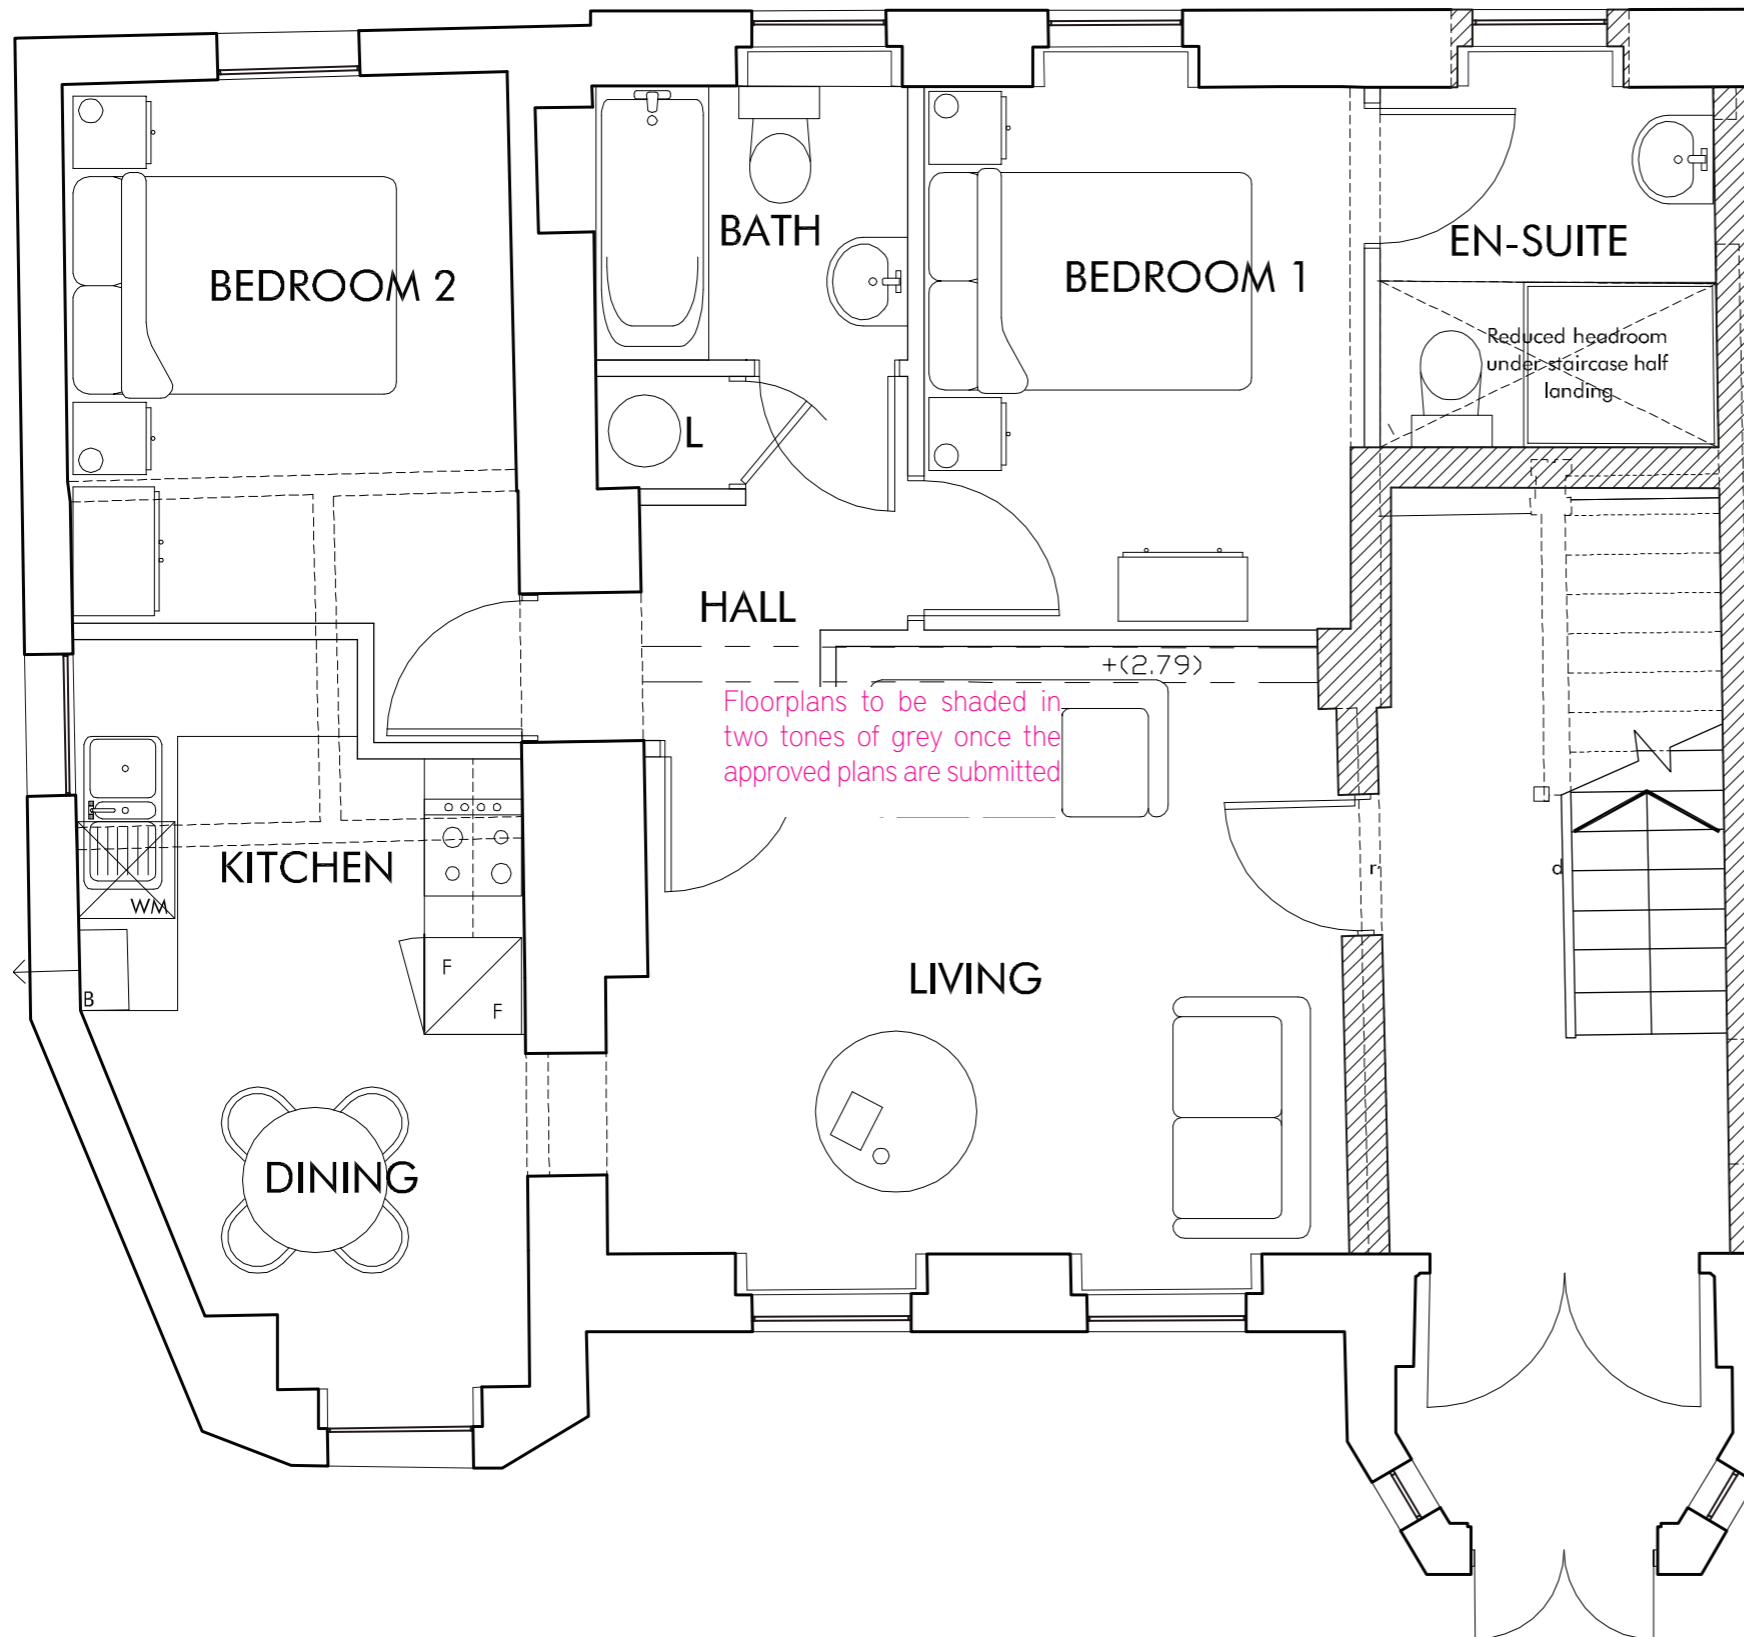 BATH
EN-SUITE
BEDROOM 2
BEDROOM 1
Reduced headroom
under staircase half
landing
L
HALL
+(2.79)
Floorplans to be shaded in
two tones of grey once the
approved plans are submitted
KITCHEN
r
d
WM
LIVING
F
F
B
DINING